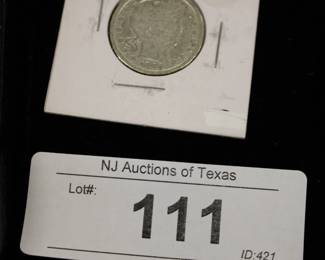 NJ Auctions of Texas
Lot#:
111
ID:421